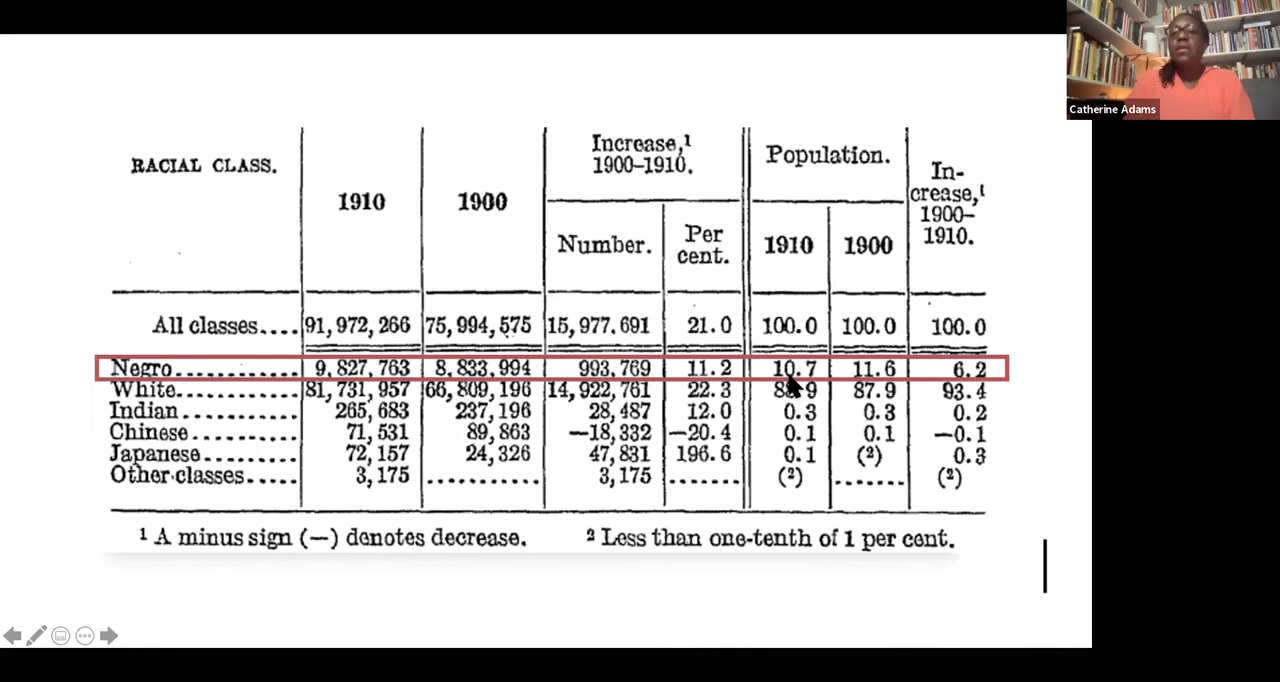 Catherine Adams
RACIAL CLASS. 1910 1900 Increase,¹ 1900–1910. Population. In-crease,¹ 1900–1910.
Number. Per cent. 1910 1900
All classes.... 91,972,266 75,994,575 15,977,691 21.0 100.0 100.0 100.0
Negro............ 9,827,763 8,833,994 993,769 11.2 10.7 11.6 6.2
White............ 81,731,957 66,809,196 14,922,761 22.3 87.9 93.4
Indian........... 265,683 237,196 28,487 12.0 0.3 0.3 0.2
Chinese.......... 71,531 89,863 —18,332 —20.4 0.1 0.1 —0.1
Japanese......... 72,157 24,326 47,831 196.6 0.1 (²) 0.3
Other classes..... 3,175 ........... 3,175 ....... (²) ....... (²)
¹ A minus sign (—) denotes decrease. ² Less than one-tenth of 1 per cent.